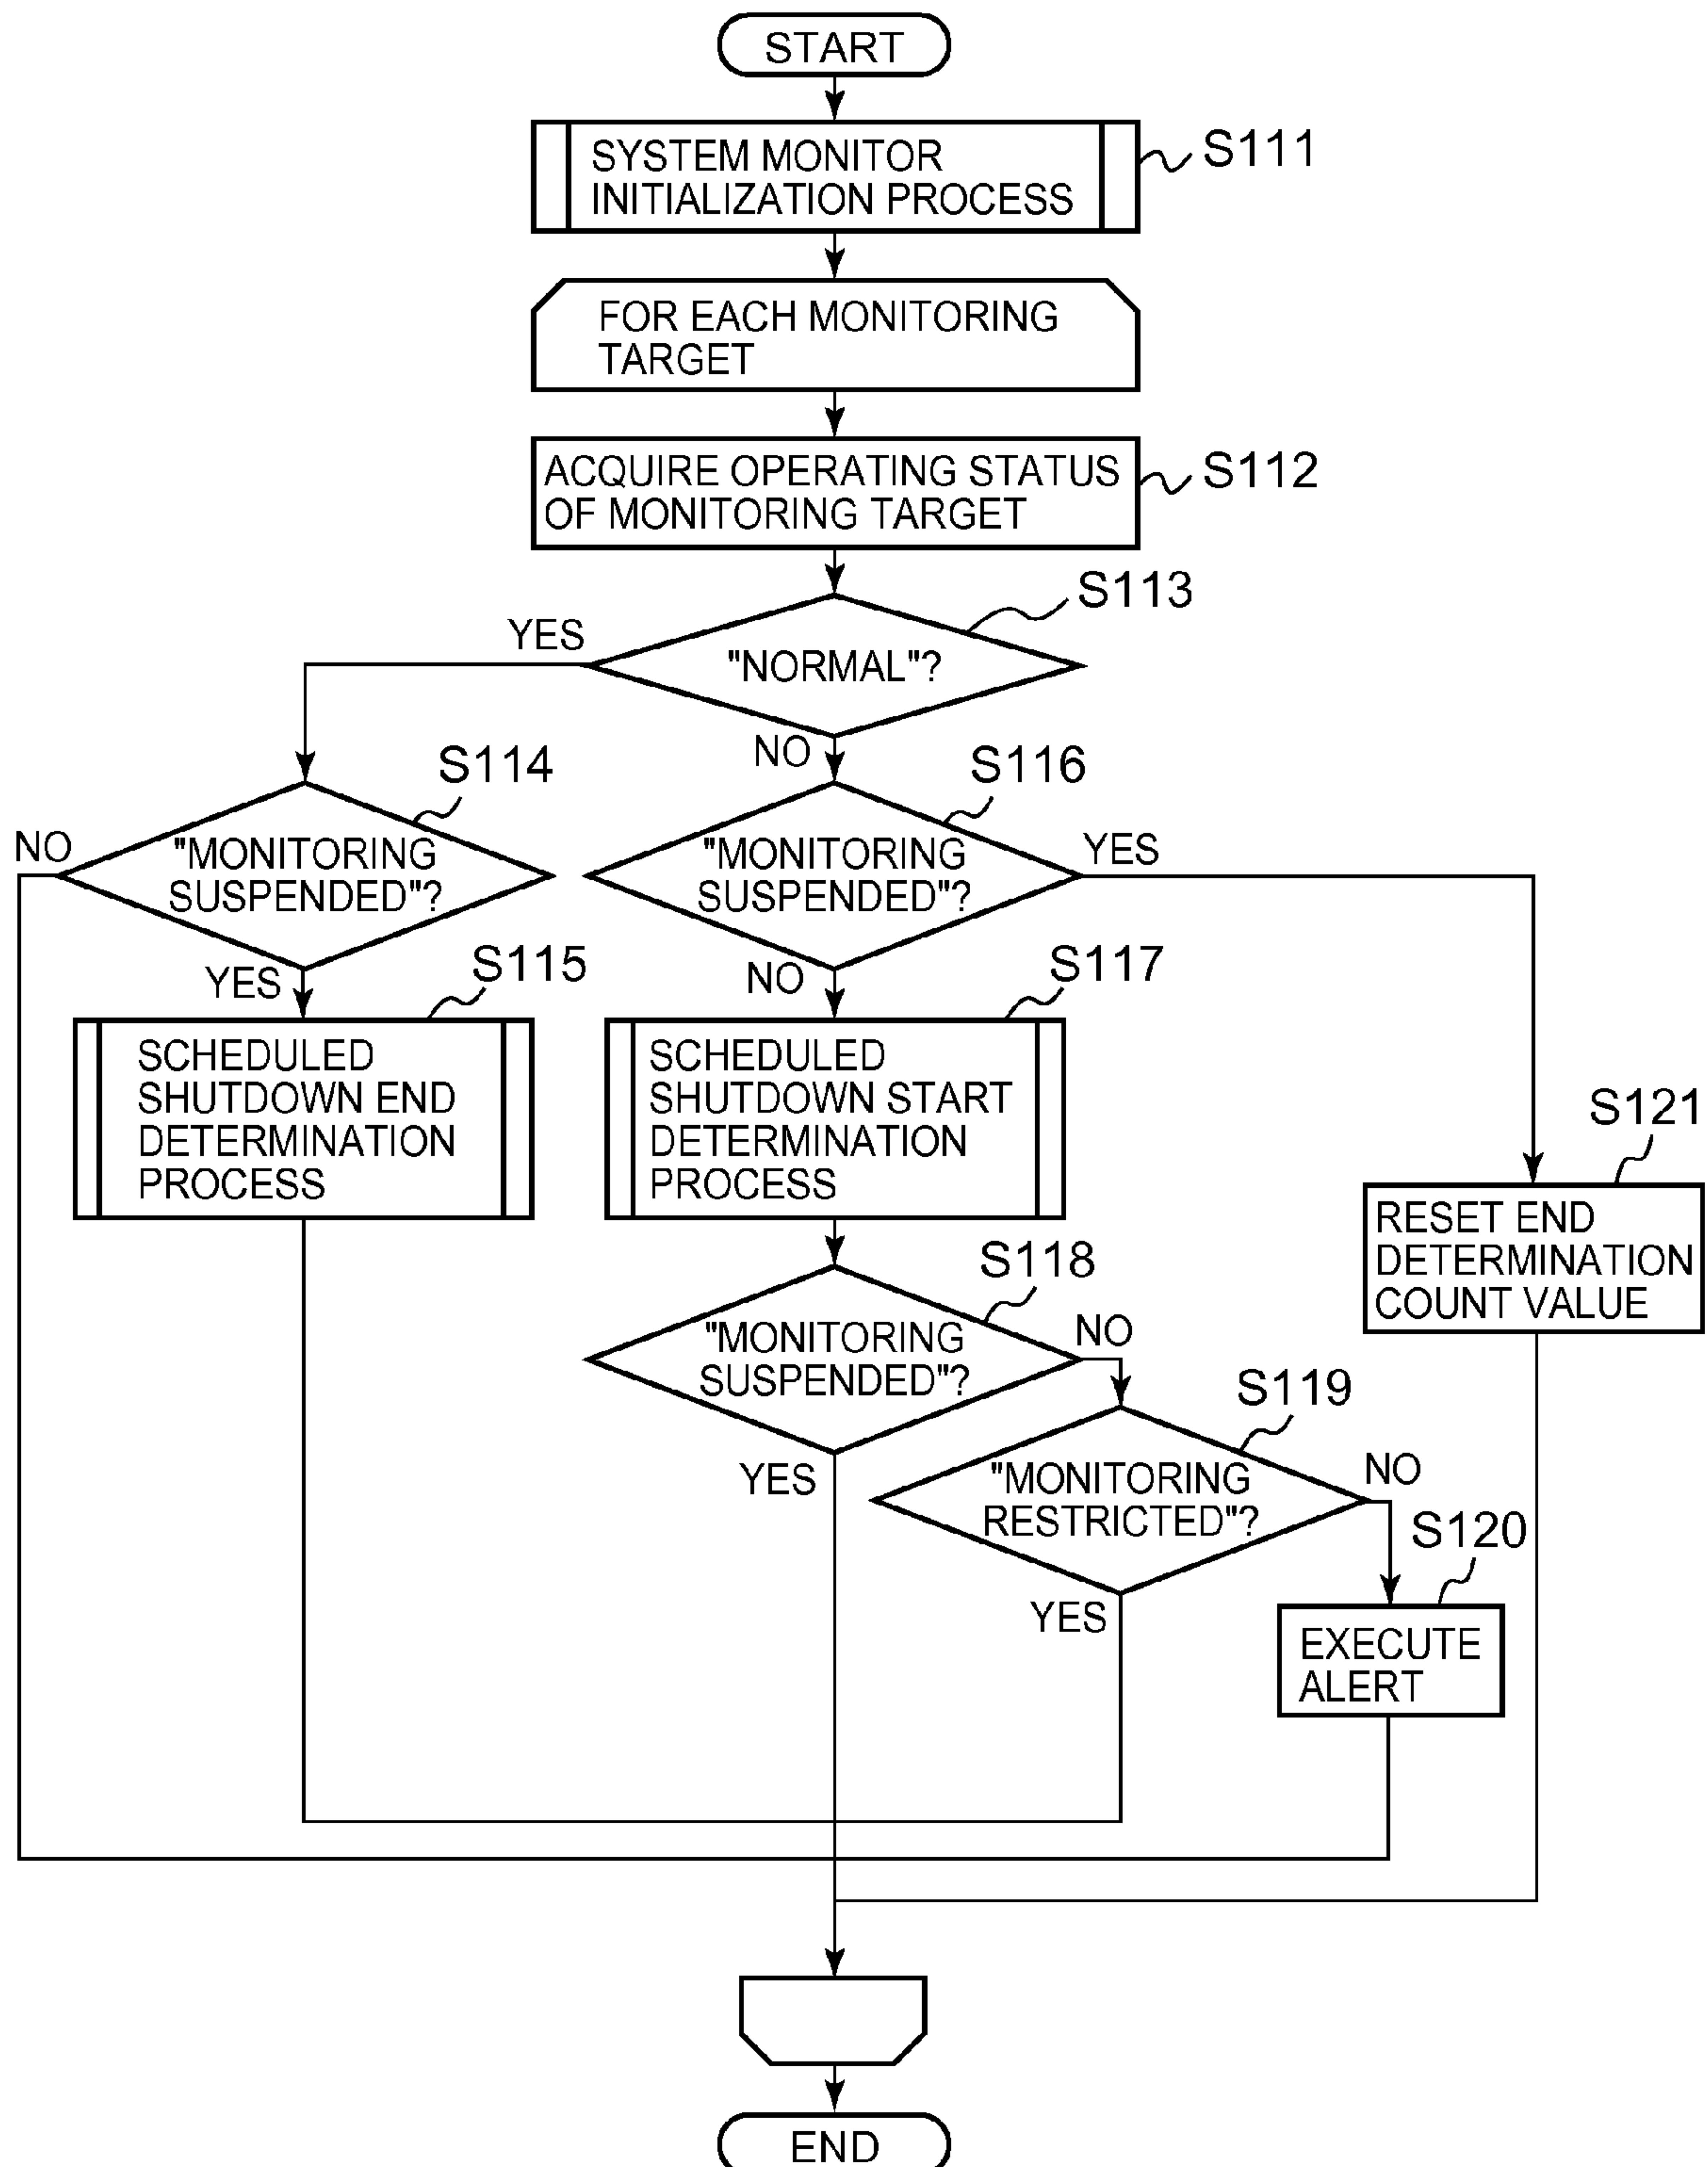 START
SYSTEM MONITOR
INITIALIZATION PROCESS
S111
FOR EACH MONITORING
TARGET
ACQUIRE OPERATING STATUS
OF MONITORING TARGET
S112
S113
YES
"NORMAL"?
NO
S114
NO
"MONITORING
SUSPENDED"?
YES
S116
"MONITORING
SUSPENDED"?
YES
NO
S115
SCHEDULED
SHUTDOWN END
DETERMINATION
PROCESS
S117
SCHEDULED
SHUTDOWN START
DETERMINATION
PROCESS
S121
RESET END
DETERMINATION
COUNT VALUE
S118
"MONITORING
SUSPENDED"?
NO
YES
S119
"MONITORING
RESTRICTED"?
NO
YES
S120
EXECUTE
ALERT
END